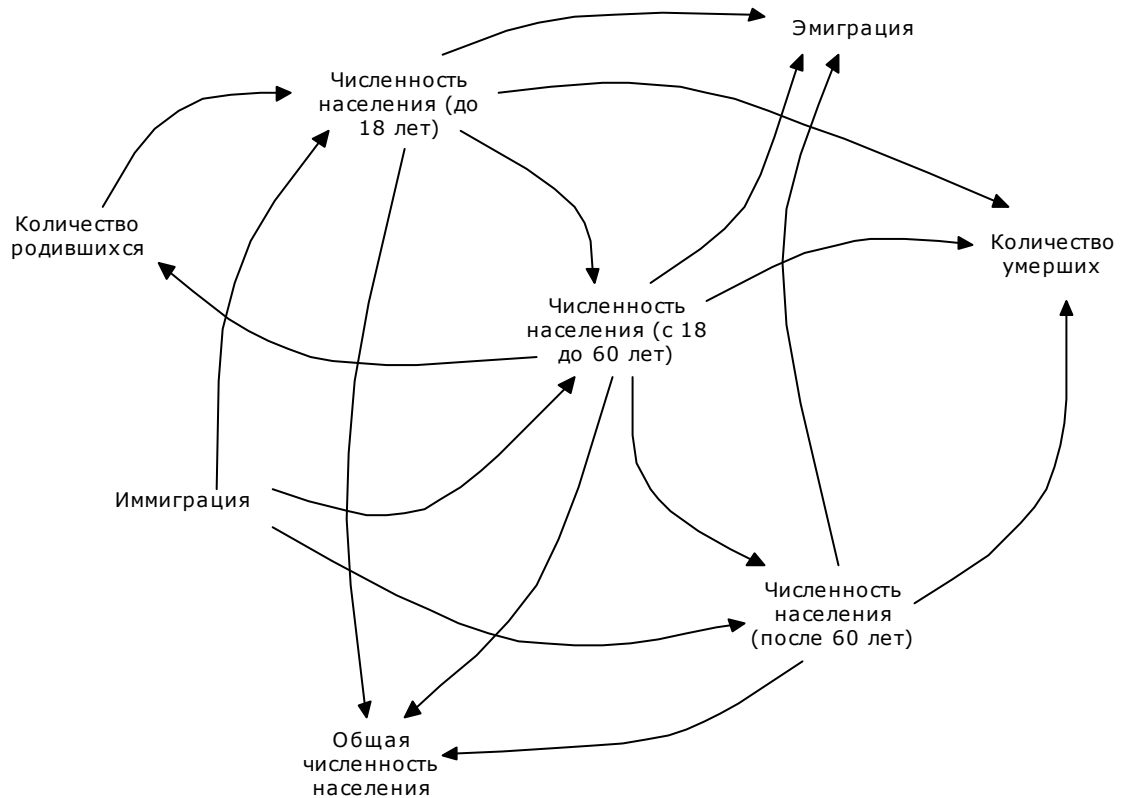 Эмиграция
Численность
населения (до
18 лет)
Количество
родившихся
Количество
умерших
Численность
населения (с 18
до 60 лет)
Иммиграция
Численность
населения
(после 60 лет)
Общая
численность
населения